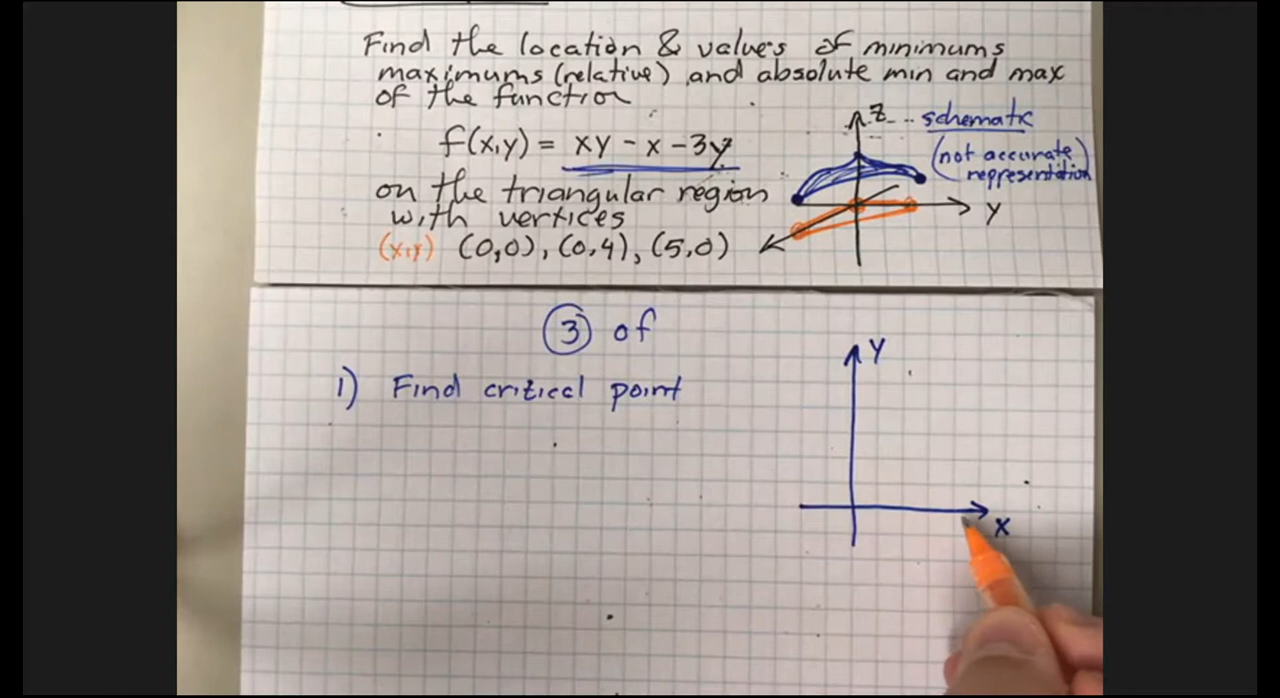 Find the location & values of minimums
maximums (relative) and absolute min and max
of the function
f(x,y) = xy - x - 3y
on the triangular region
with vertices
(x,y) (0,0), (0,4), (5,0)
Z
schematic
(not accurate representation)
Y
3 of
1) Find critical point
Y
X